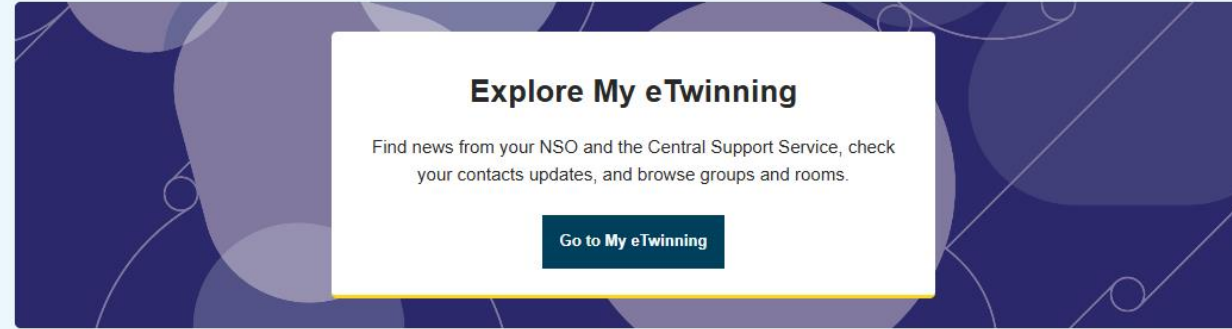 Explore My eTwinning
Find news from your NSO and the Central Support Service, check
your contacts updates, and browse groups and rooms.
Go to My eTwinning